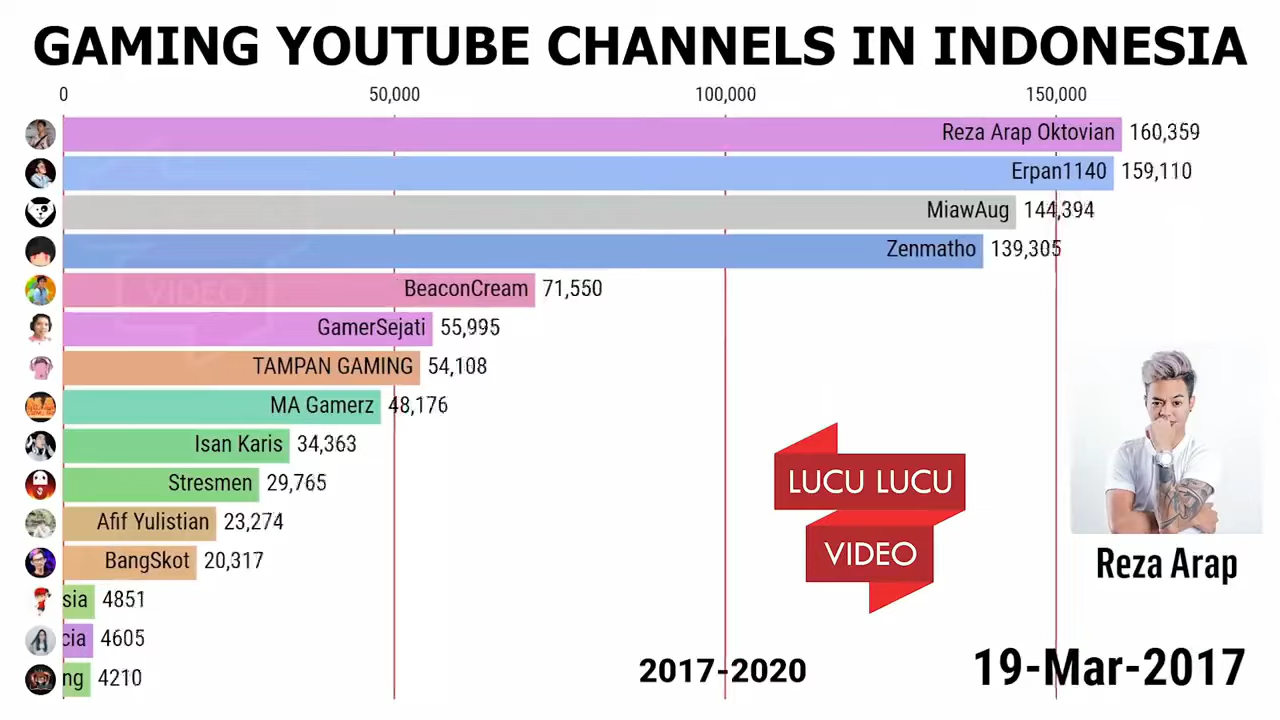 GAMING YOUTUBE CHANNELS IN INDONESIA
0 50,000 100,000 150,000
Reza Arap Oktovian 160,359
Erpan1140 159,110
MiawAug 144,394
Zenmatho 139,305
BeaconCream 71,550
GamerSejati 55,995
TAMPAN GAMING 54,108
MA Gamerz 48,176
Isan Karis 34,363
Stresmen 29,765
Afif Yulistian 23,274
BangSkot 20,317
sia 4851
cia 4605
ng 4210
LUCU LUCU
VIDEO
Reza Arap
2017-2020
19-Mar-2017
VIDEO